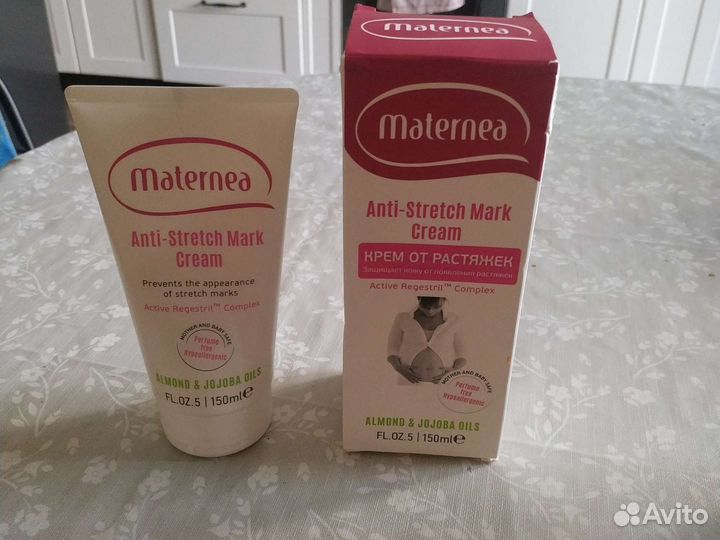 maternea
Anti-Stretch Mark
Cream
Prevents the appearance
of stretch marks
Active Regestril™ Complex
MOTHER AND BABY SAFE
Perfume
free
Hypoallergenic
ALMOND & JOJOBA OILS
FL.OZ.5 | 150ml℮
maternea
maternea
Anti-Stretch Mark
Cream
КРЕМ ОТ РАСТЯЖЕК
Защищает кожу от появления растяжек
Active Regestril™ Complex
MOTHER AND BABY SAFE
Perfume
free
Hypoallergenic
ALMOND & JOJOBA OILS
FL.OZ.5 | 150ml℮
Avito